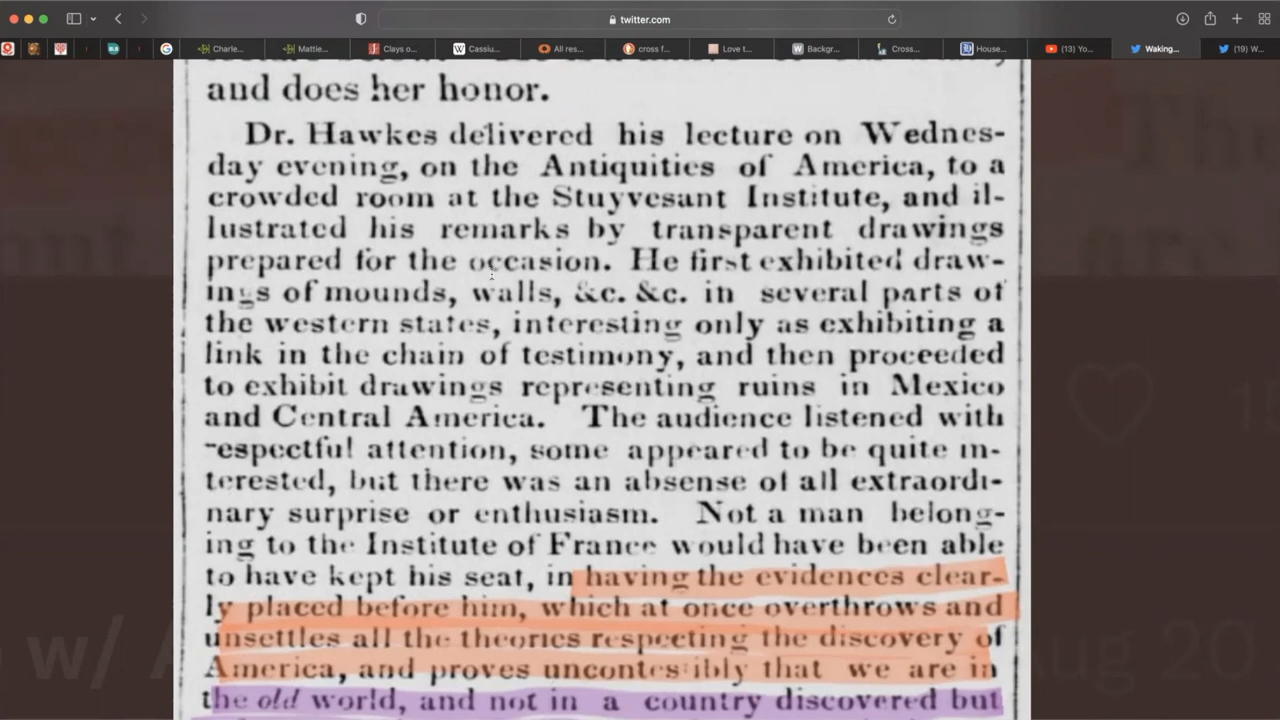 twitter.com
Charle...
Mattie...
Clays o...
Cassiu...
All res...
cross f...
Love t...
Backgr...
Cross...
House...
(13) Yo...
Waking...
(19) W...
and does her honor.
Dr. Hawkes delivered his lecture on Wednes-
day evening, on the Antiquities of America, to a
crowded room at the Stuyvesant Institute, and il-
lustrated his remarks by transparent drawings
prepared for the occasion. He first exhibited draw-
ings of mounds, walls, &c. &c. in several parts of
the western states, interesting only as exhibiting a
link in the chain of testimony, and then proceeded
to exhibit drawings representing ruins in Mexico
and Central America. The audience listened with
respectful attention, some appeared to be quite in-
terested, but there was an absense of all extraordi-
nary surprise or enthusiasm. Not a man belong-
ing to the Institute of France would have been able
to have kept his seat, in having the evidences clear-
ly placed before him, which at once overthrows and
unsettles all the theories respecting the discovery of
America, and proves uncontestibly that we are in
the old world, and not in a country discovered but
w/
Aug 20